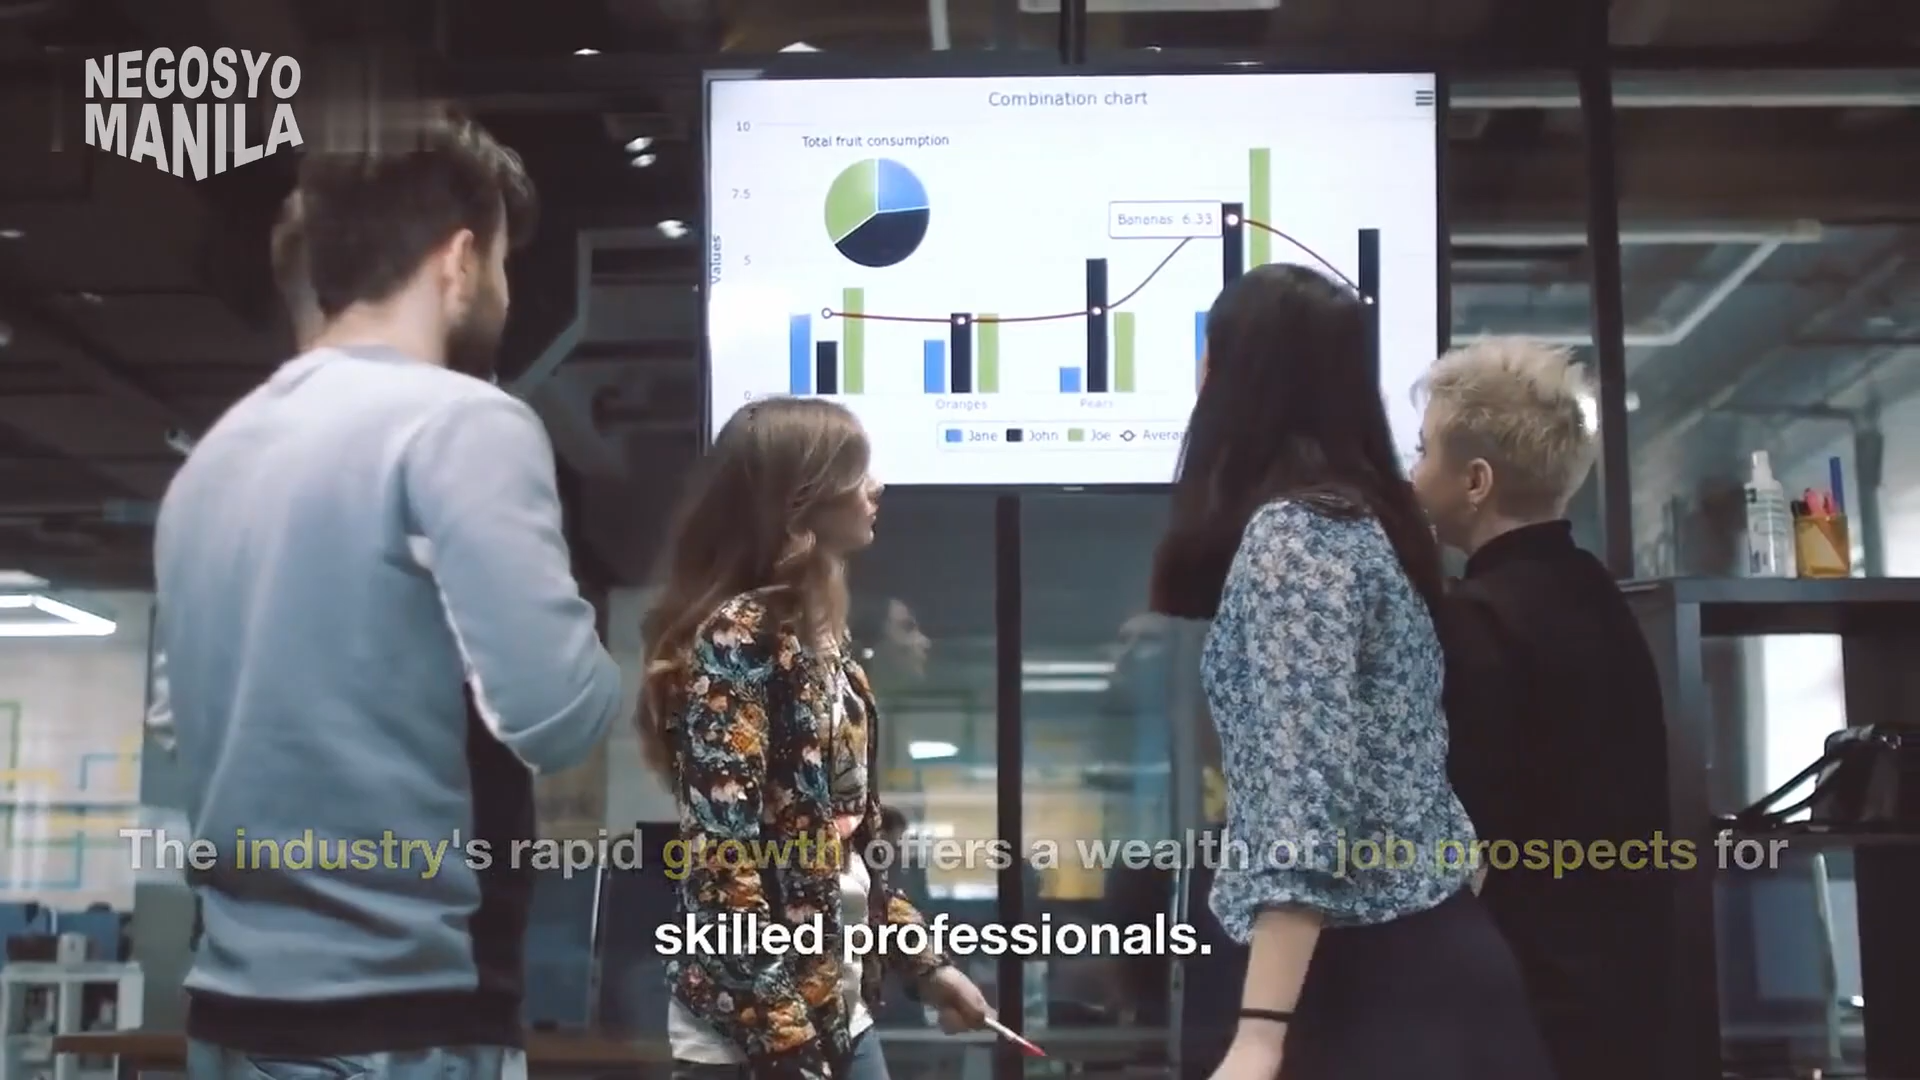 NEGOSYO
MANILA
Combination chart
10
Total fruit consumption
7.5
Bananas 6.33
Values
5
0
Oranges
Pears
Jane
John
Joe
The industry's rapid growth offers a wealth of job prospects for
skilled professionals.